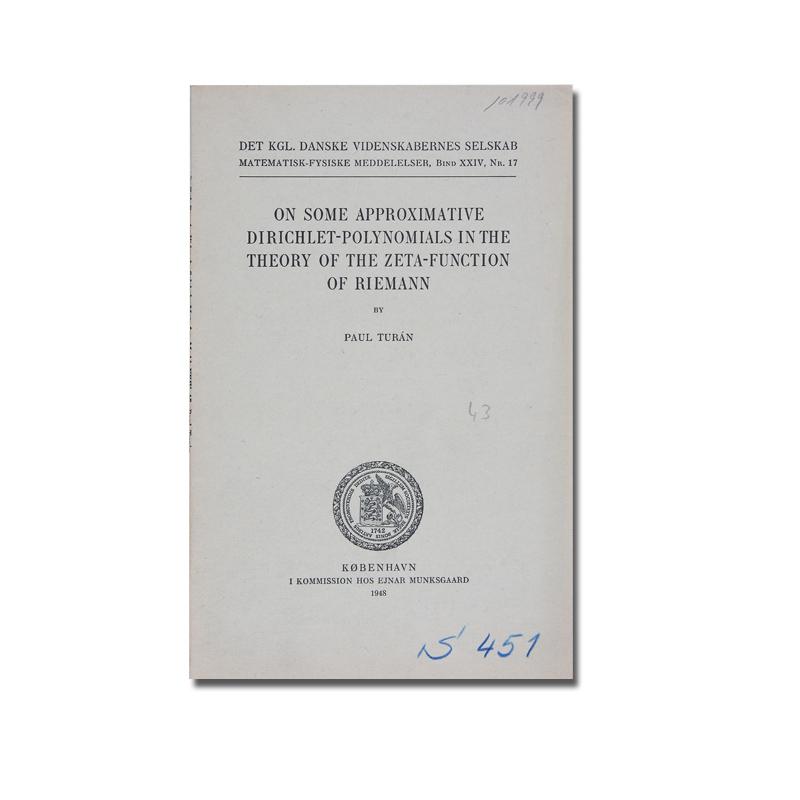 101999
DET KGL. DANSKE VIDENSKABERNES SELSKAB
MATEMATISK-FYSISKE MEDDELELSER, BIND XXIV, NR. 17
ON SOME APPROXIMATIVE
DIRICHLET-POLYNOMIALS IN THE
THEORY OF THE ZETA-FUNCTION
OF RIEMANN
BY
PAUL TURÁN
43
1742
KØBENHAVN
I KOMMISSION HOS EJNAR MUNKSGAARD
1948
S 451